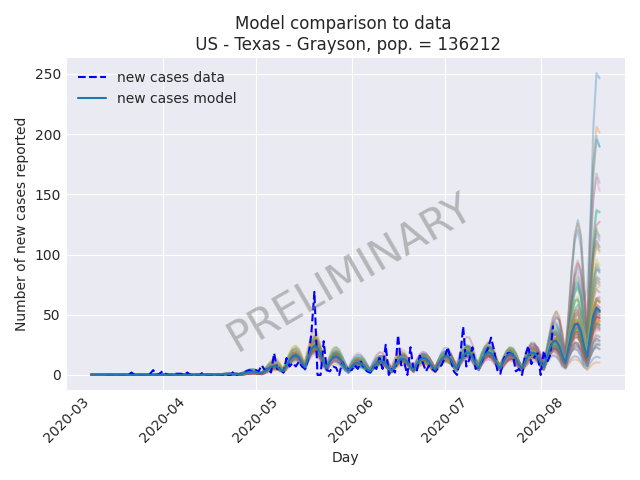 Model comparison to data
US - Texas - Grayson, pop. = 136212
new cases data
new cases model
PRELIMINARY
Number of new cases reported
250
200
150
100
50
0
2020-03
2020-04
2020-05
2020-06
2020-07
2020-08
Day